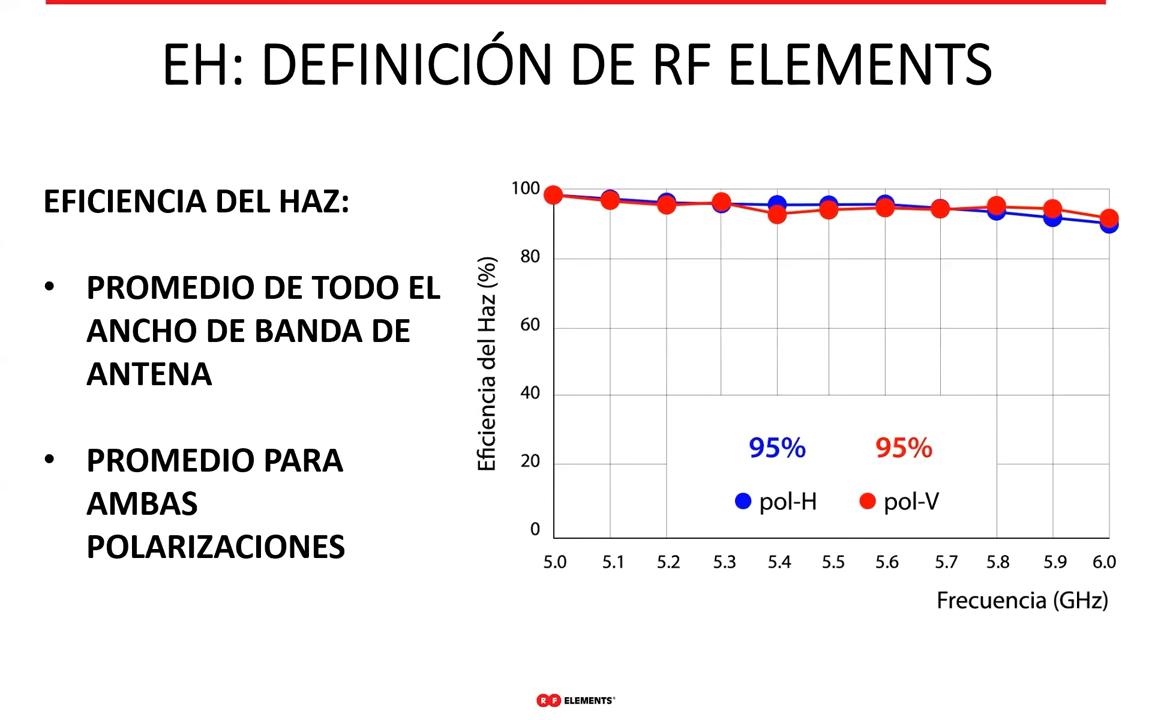 EH: DEFINICIÓN DE RF ELEMENTS
EFICIENCIA DEL HAZ:
• PROMEDIO DE TODO EL
ANCHO DE BANDA DE
ANTENA
• PROMEDIO PARA
AMBAS
POLARIZACIONES
Eficiencia del Haz (%)
100
80
60
40
20
0
95% 95%
pol-H pol-V
5.0 5.1 5.2 5.3 5.4 5.5 5.6 5.7 5.8 5.9 6.0
Frecuencia (GHz)
RF ELEMENTS